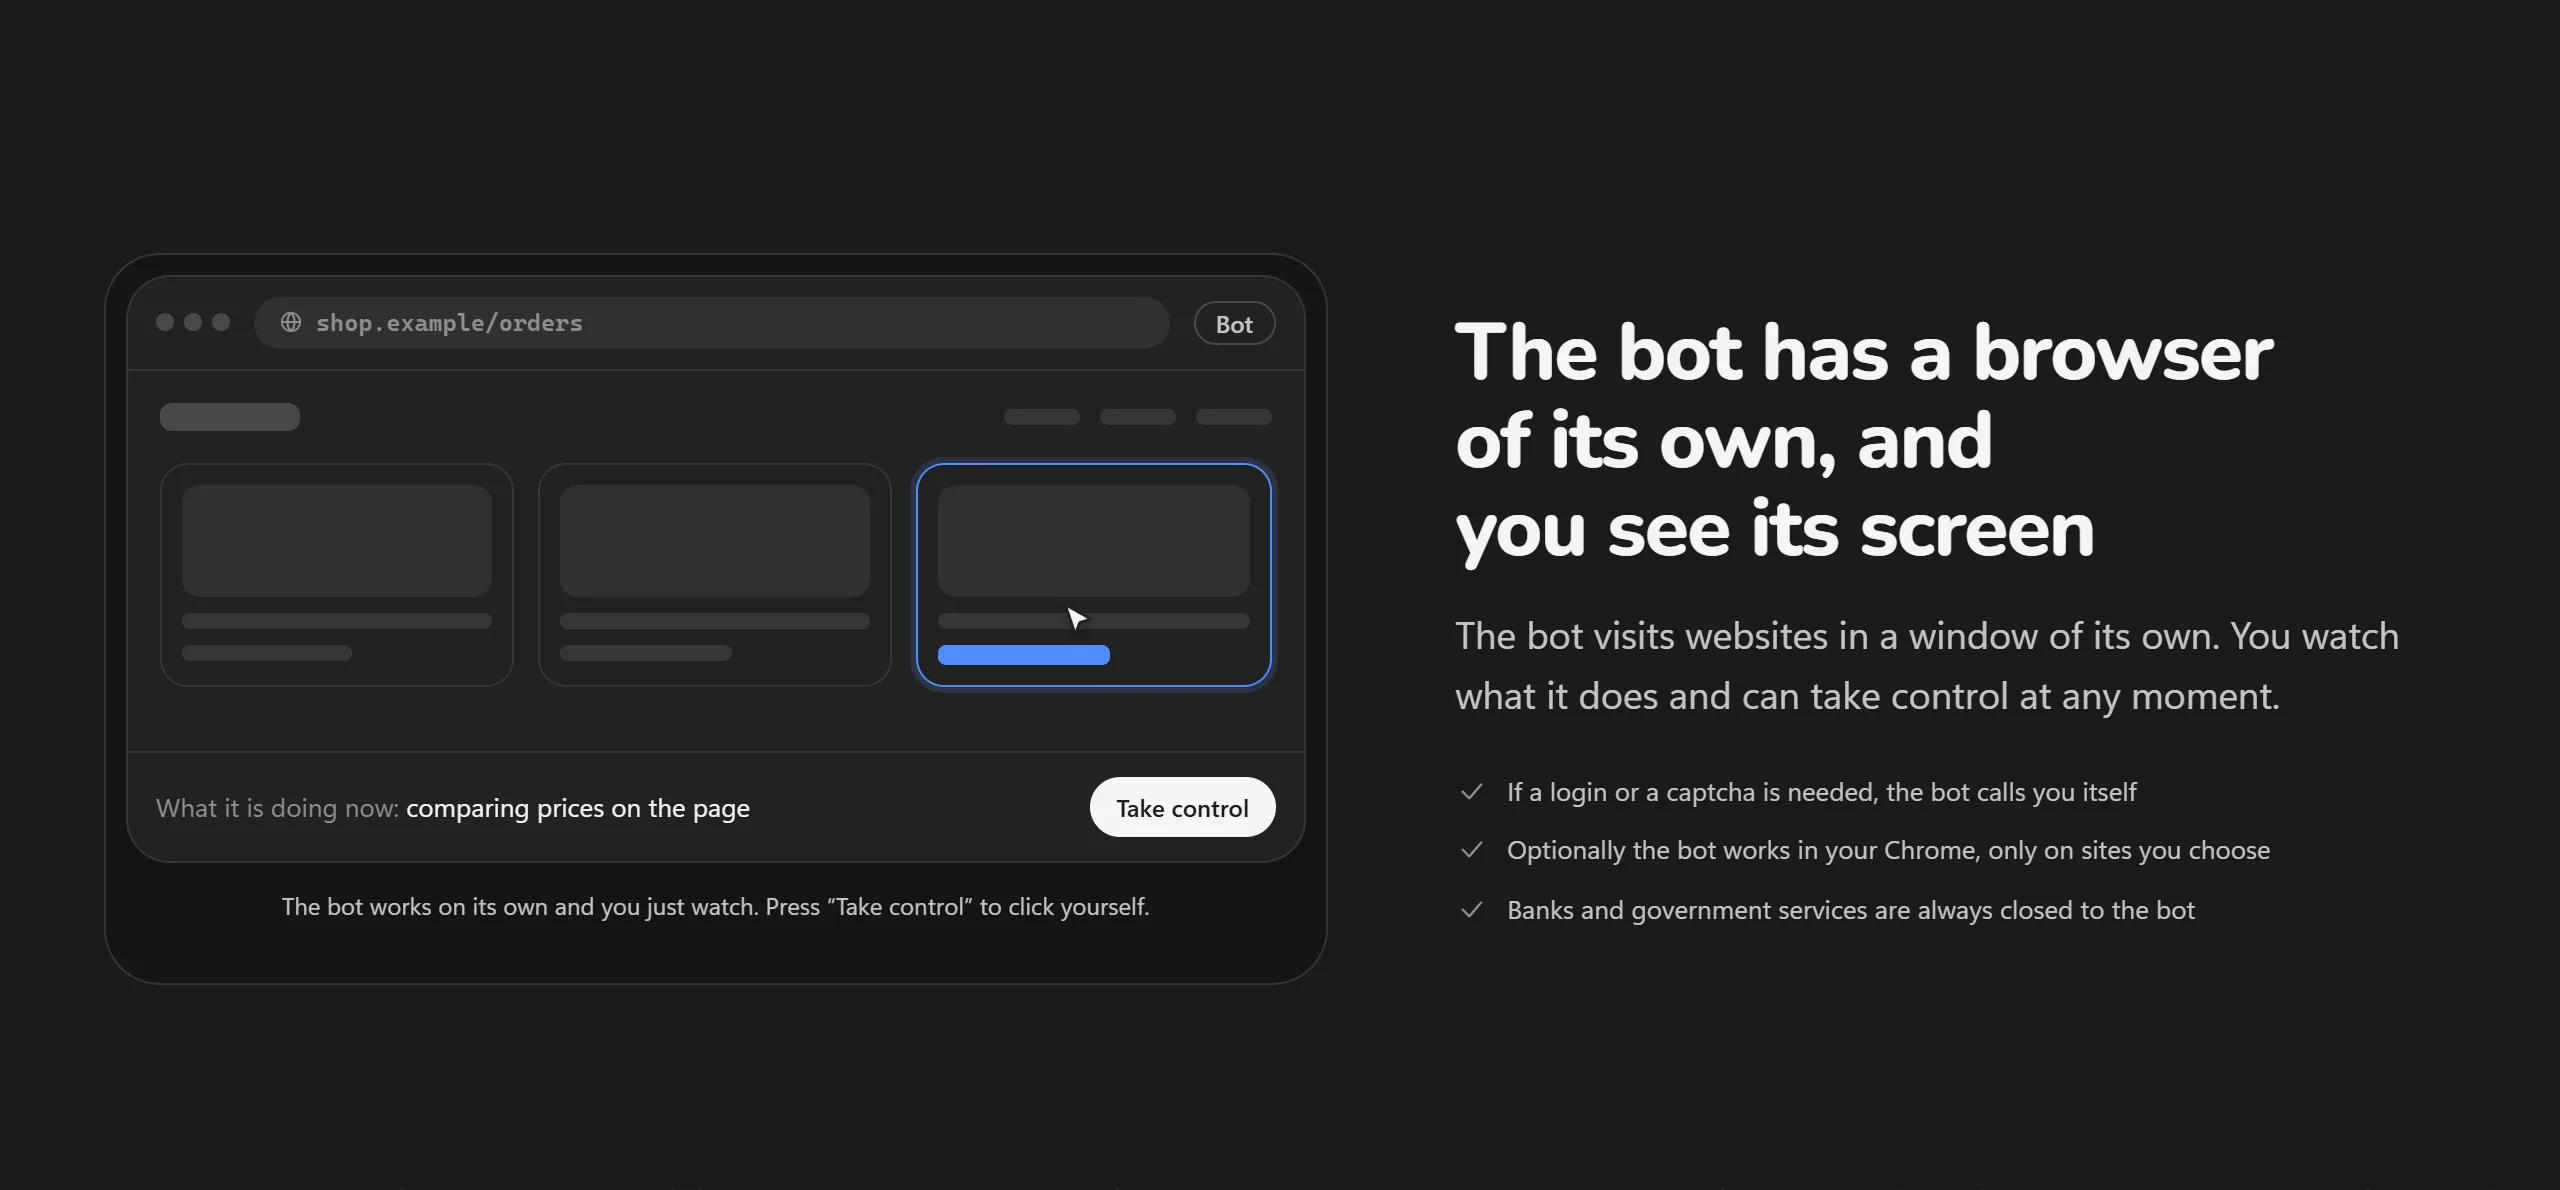 shop.example/orders
Bot
What it is doing now: comparing prices on the page
Take control
The bot works on its own and you just watch. Press “Take control” to click yourself.
The bot has a browser
of its own, and
you see its screen
The bot visits websites in a window of its own. You watch
what it does and can take control at any moment.
If a login or a captcha is needed, the bot calls you itself
Optionally the bot works in your Chrome, only on sites you choose
Banks and government services are always closed to the bot